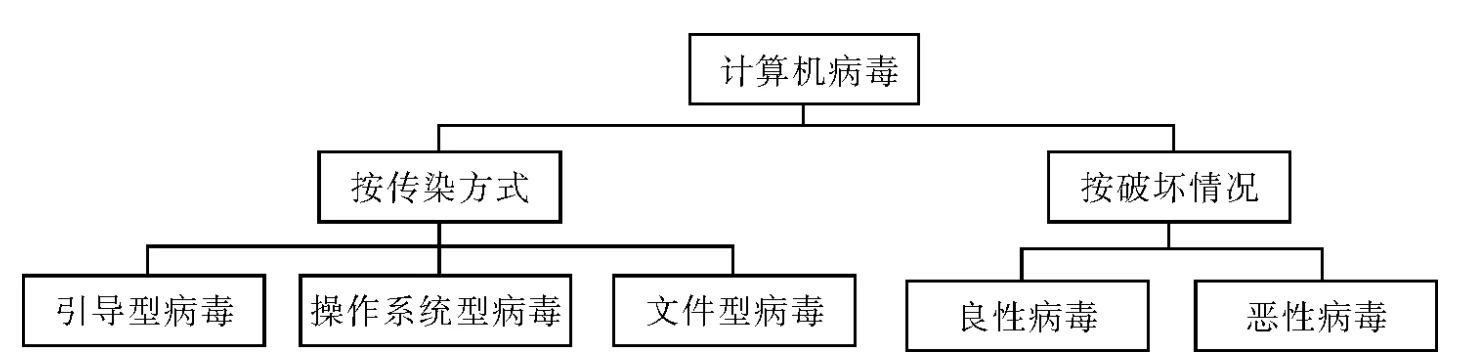 计算机病毒
按传染方式
按破坏情况
引导型病毒
操作系统型病毒
文件型病毒
良性病毒
恶性病毒